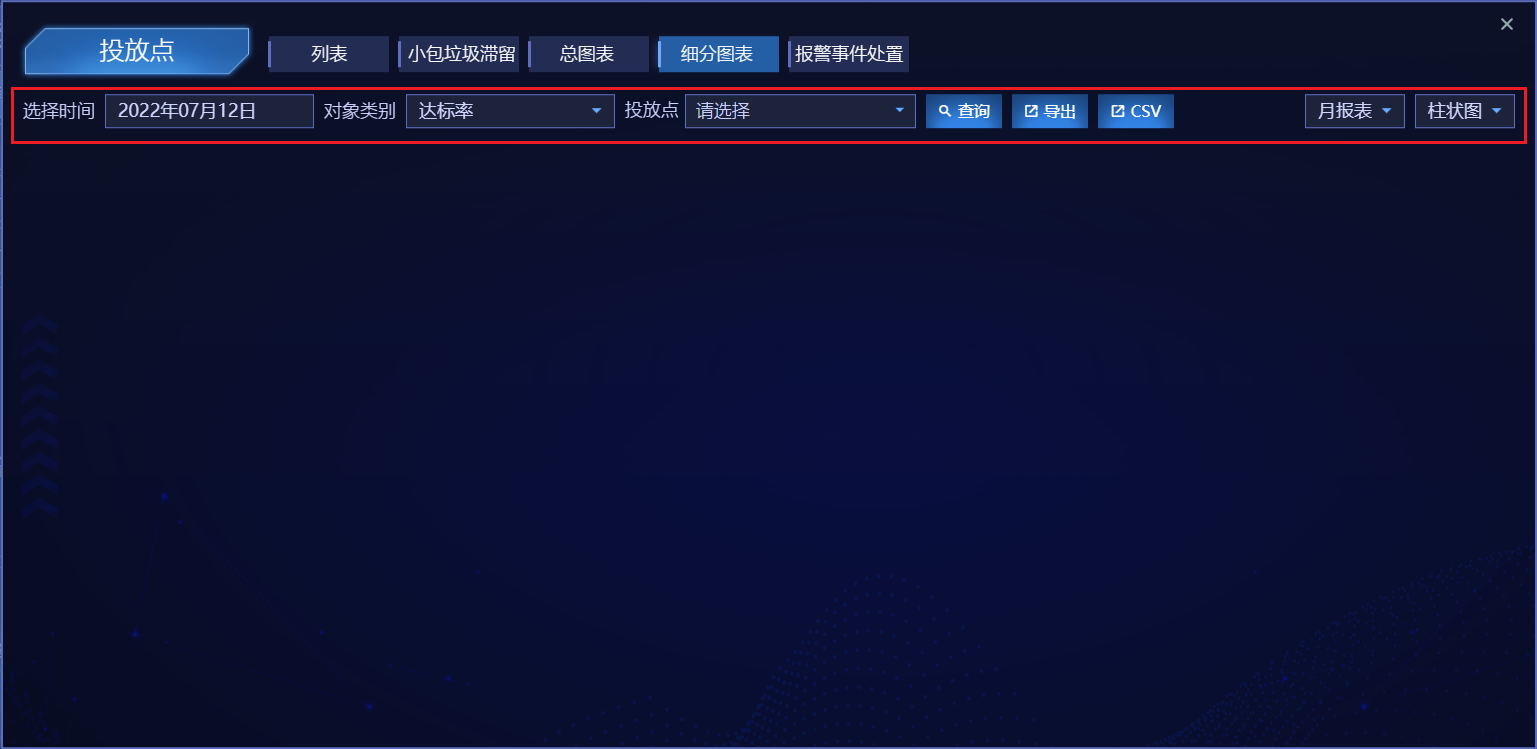 投放点 列表 小包垃圾滞留 总图表 细分图表 报警事件处置
选择时间 2022年07月12日 对象类别 达标率 投放点 请选择 查询 导出 CSV 月报表 柱状图